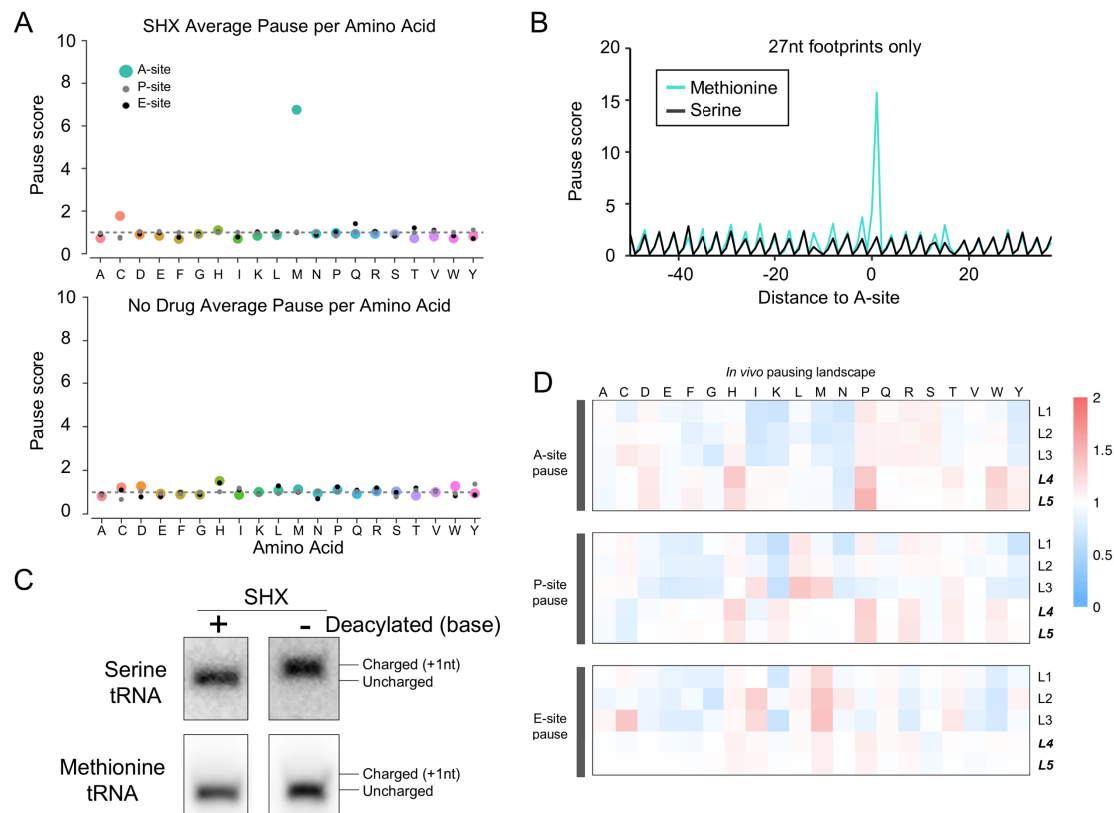 A
SHX Average Pause per Amino Acid
10
8
6
4
2
0
Pause score
A-site
P-site
E-site
A C D E F G H I K L M N P Q R S T V W Y
No Drug Average Pause per Amino Acid
10
8
6
4
2
0
Pause score
A C D E F G H I K L M N P Q R S T V W Y
Amino Acid
B
27nt footprints only
20
15
10
5
0
Pause score
Methionine
Serine
-40 -20 0 20
Distance to A-site
C
SHX
+ - Deacylated (base)
Serine
tRNA
Charged (+1nt)
Uncharged
Methionine
tRNA
Charged (+1nt)
Uncharged
D
In vivo pausing landscape
A C D E F G H I K L M N P Q R S T V W Y
A-site
pause
L1
L2
L3
L4
L5
P-site
pause
L1
L2
L3
L4
L5
E-site
pause
L1
L2
L3
L4
L5
2
1.5
1
0.5
0